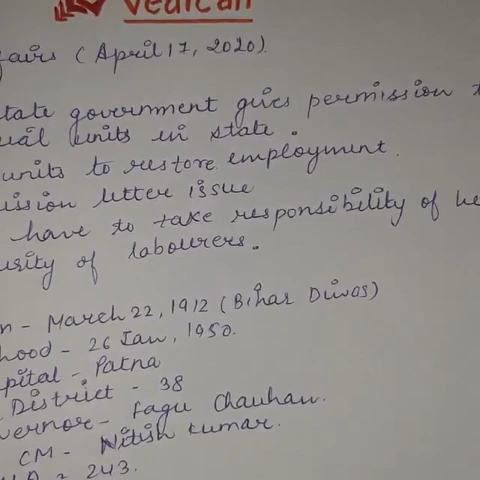 Vedican
fairs (April 17, 2020)
state government gives permission
units in state.
units to restore employment.
ission letter issue
have to take responsibility of he
urity of labourers.
n - March 22, 1912 (Bihar Diwas)
hood - 26 Jan, 1950.
pital - Patna
District - 38
vernor - Fagu Chauhan.
CM - Nitish Kumar.
= 243.